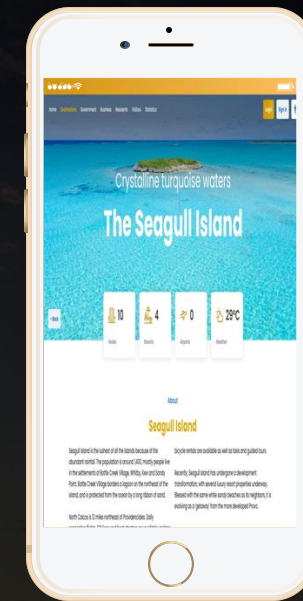 Home Destinations Government Business Residents Visitors Statistics
Login Sign In
Crystalline turquoise waters
The Seagull Island
10 4 0 29°C
Hotels Resorts Airports Weather
< Back
About
Seagull Island
Seagull Island is the lushest of all the islands because of the
abundant rainfall. The population is around 1,402, mostly people live
in the settlements of Bottle Creek Village, Whitby, Kew and Sandy
Point. Bottle Creek Village borders a lagoon on the northeast of the
island, and is protected from the ocean by a long ribbon of sand.
North Caicos is 12 miles northeast of Providenciales. Daily
bicycle rentals are available as well as taxis and guided tours.
Recently, Seagull Island has undergone a development
transformation, with several luxury resort properties underway.
Blessed with the same white sandy beaches as its neighbors, it is
evolving as a 'getaway' from the more developed Provo.